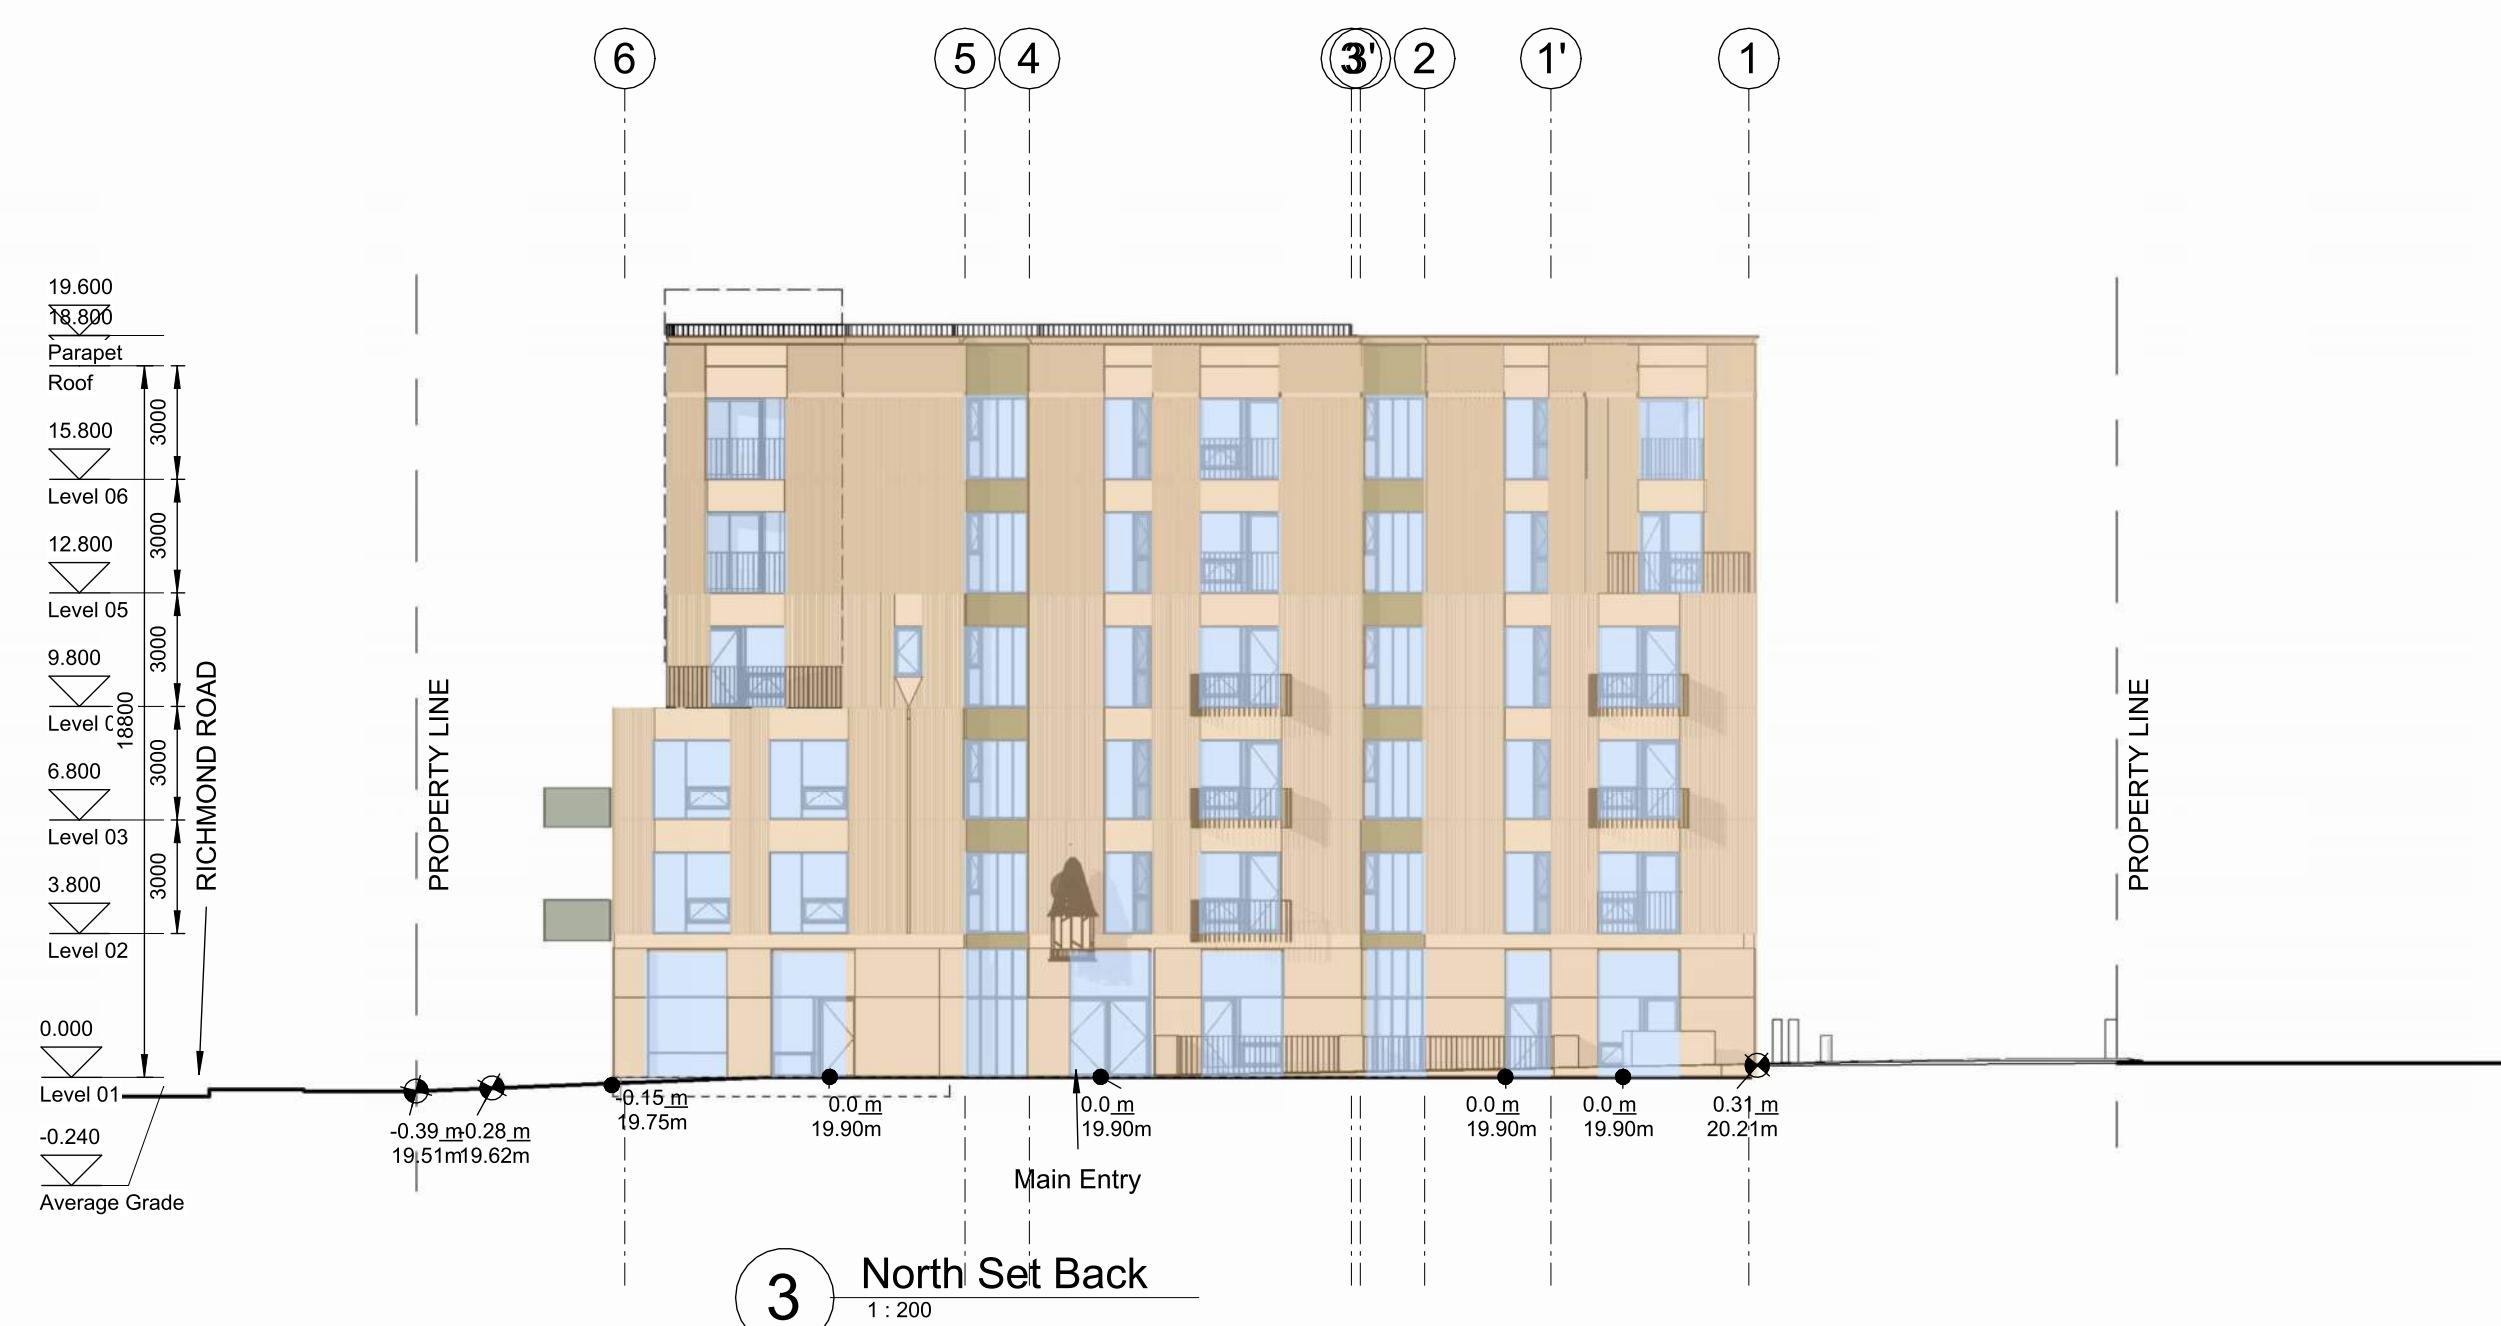 6
5
4
3'
2
1'
1
19.600
18.800
Parapet
Roof
15.800
Level 06
12.800
Level 05
9.800
Level 0
6.800
Level 03
3.800
Level 02
0.000
Level 01
-0.240
Average Grade
3000
3000
3000
3000
3000
18800
RICHMOND ROAD
PROPERTY LINE
PROPERTY LINE
-0.39 m
19.51m
-0.28 m
19.62m
-0.15 m
19.75m
0.0 m
19.90m
0.0 m
19.90m
0.0 m
19.90m
0.0 m
19.90m
0.31 m
20.21m
Main Entry
3
North Set Back
1 : 200